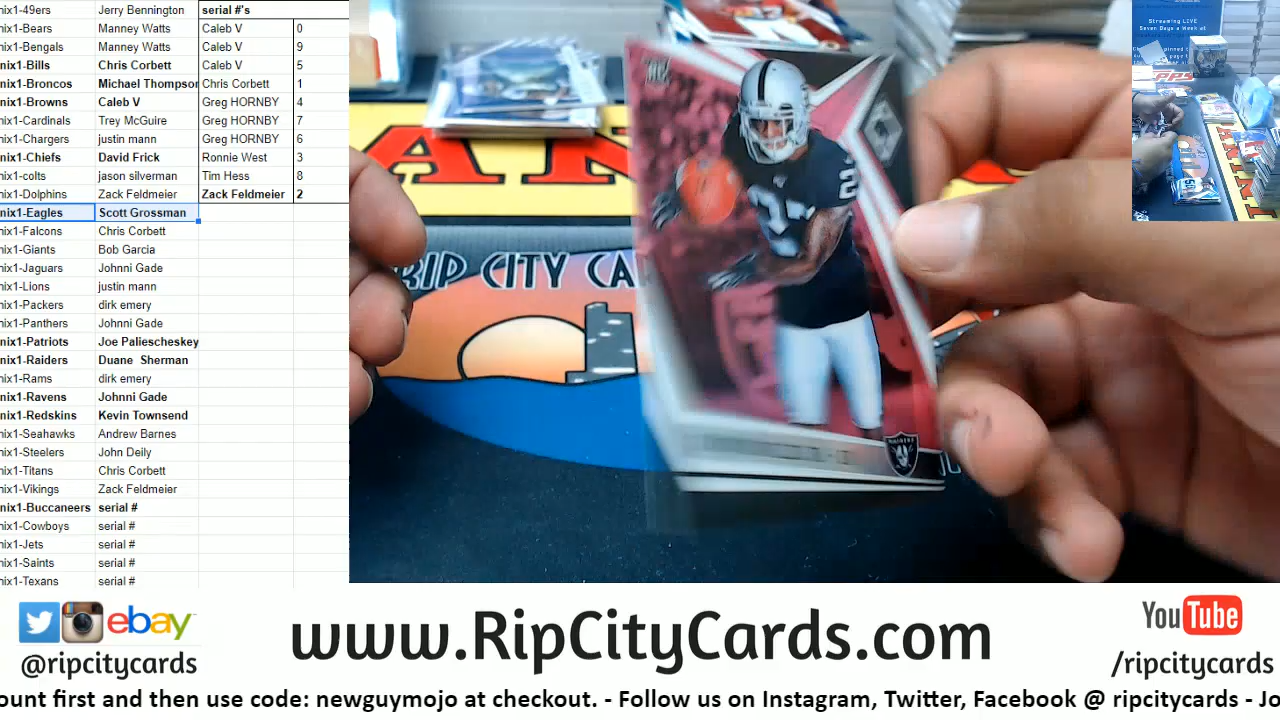 nix1-49ers Jerry Bennington serial #'s
nix1-Bears Manney Watts Caleb V 0
nix1-Bengals Manney Watts Caleb V 9
nix1-Bills Chris Corbett Caleb V 5
nix1-Broncos Michael Thompson Chris Corbett 1
nix1-Browns Caleb V Greg HORNBY 4
nix1-Cardinals Trey McGuire Greg HORNBY 7
nix1-Chargers justin mann Greg HORNBY 6
nix1-Chiefs David Frick Ronnie West 3
nix1-colts jason silverman Tim Hess 8
nix1-Dolphins Zack Feldmeier Zack Feldmeier 2
nix1-Eagles Scott Grossman
nix1-Falcons Chris Corbett
nix1-Giants Bob Garcia
nix1-Jaguars Johnni Gade
nix1-Lions justin mann
nix1-Packers dirk emery
nix1-Panthers Johnni Gade
nix1-Patriots Joe Paliescheskey
nix1-Raiders Duane Sherman
nix1-Rams dirk emery
nix1-Ravens Johnni Gade
nix1-Redskins Kevin Townsend
nix1-Seahawks Andrew Barnes
nix1-Steelers John Deily
nix1-Titans Chris Corbett
nix1-Vikings Zack Feldmeier
nix1-Buccaneers serial #
nix1-Cowboys serial #
nix1-Jets serial #
nix1-Saints serial #
nix1-Texans serial #
RC
RIP CITY CA
Streaming LIVE
Seven Days a Week at
ebay
@ripcitycards
www.RipCityCards.com
YouTube
/ripcitycards
ount first and then use code: newguymojo at checkout. - Follow us on Instagram, Twitter, Facebook @ ripcitycards - Jo